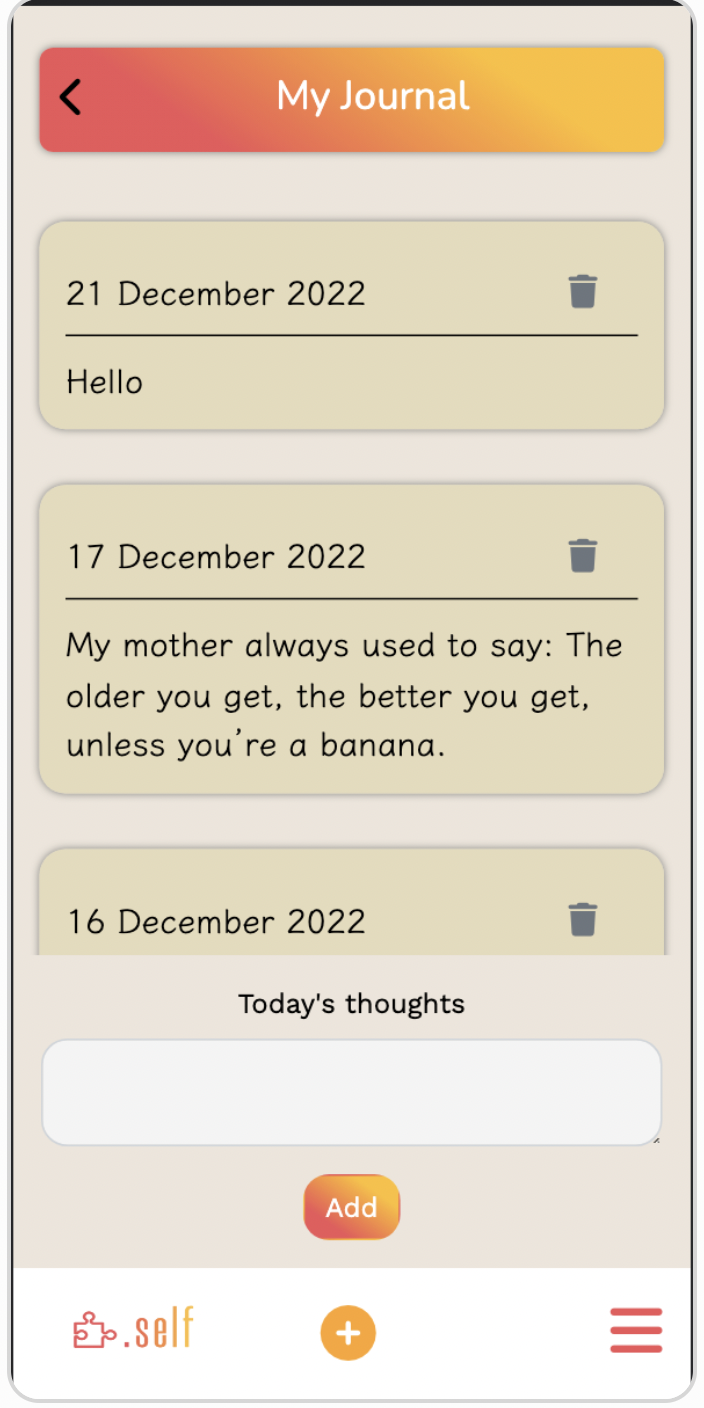 My Journal
21 December 2022
Hello
17 December 2022
My mother always used to say: The
older you get, the better you get,
unless you’re a banana.
16 December 2022
Today's thoughts
Add
.self